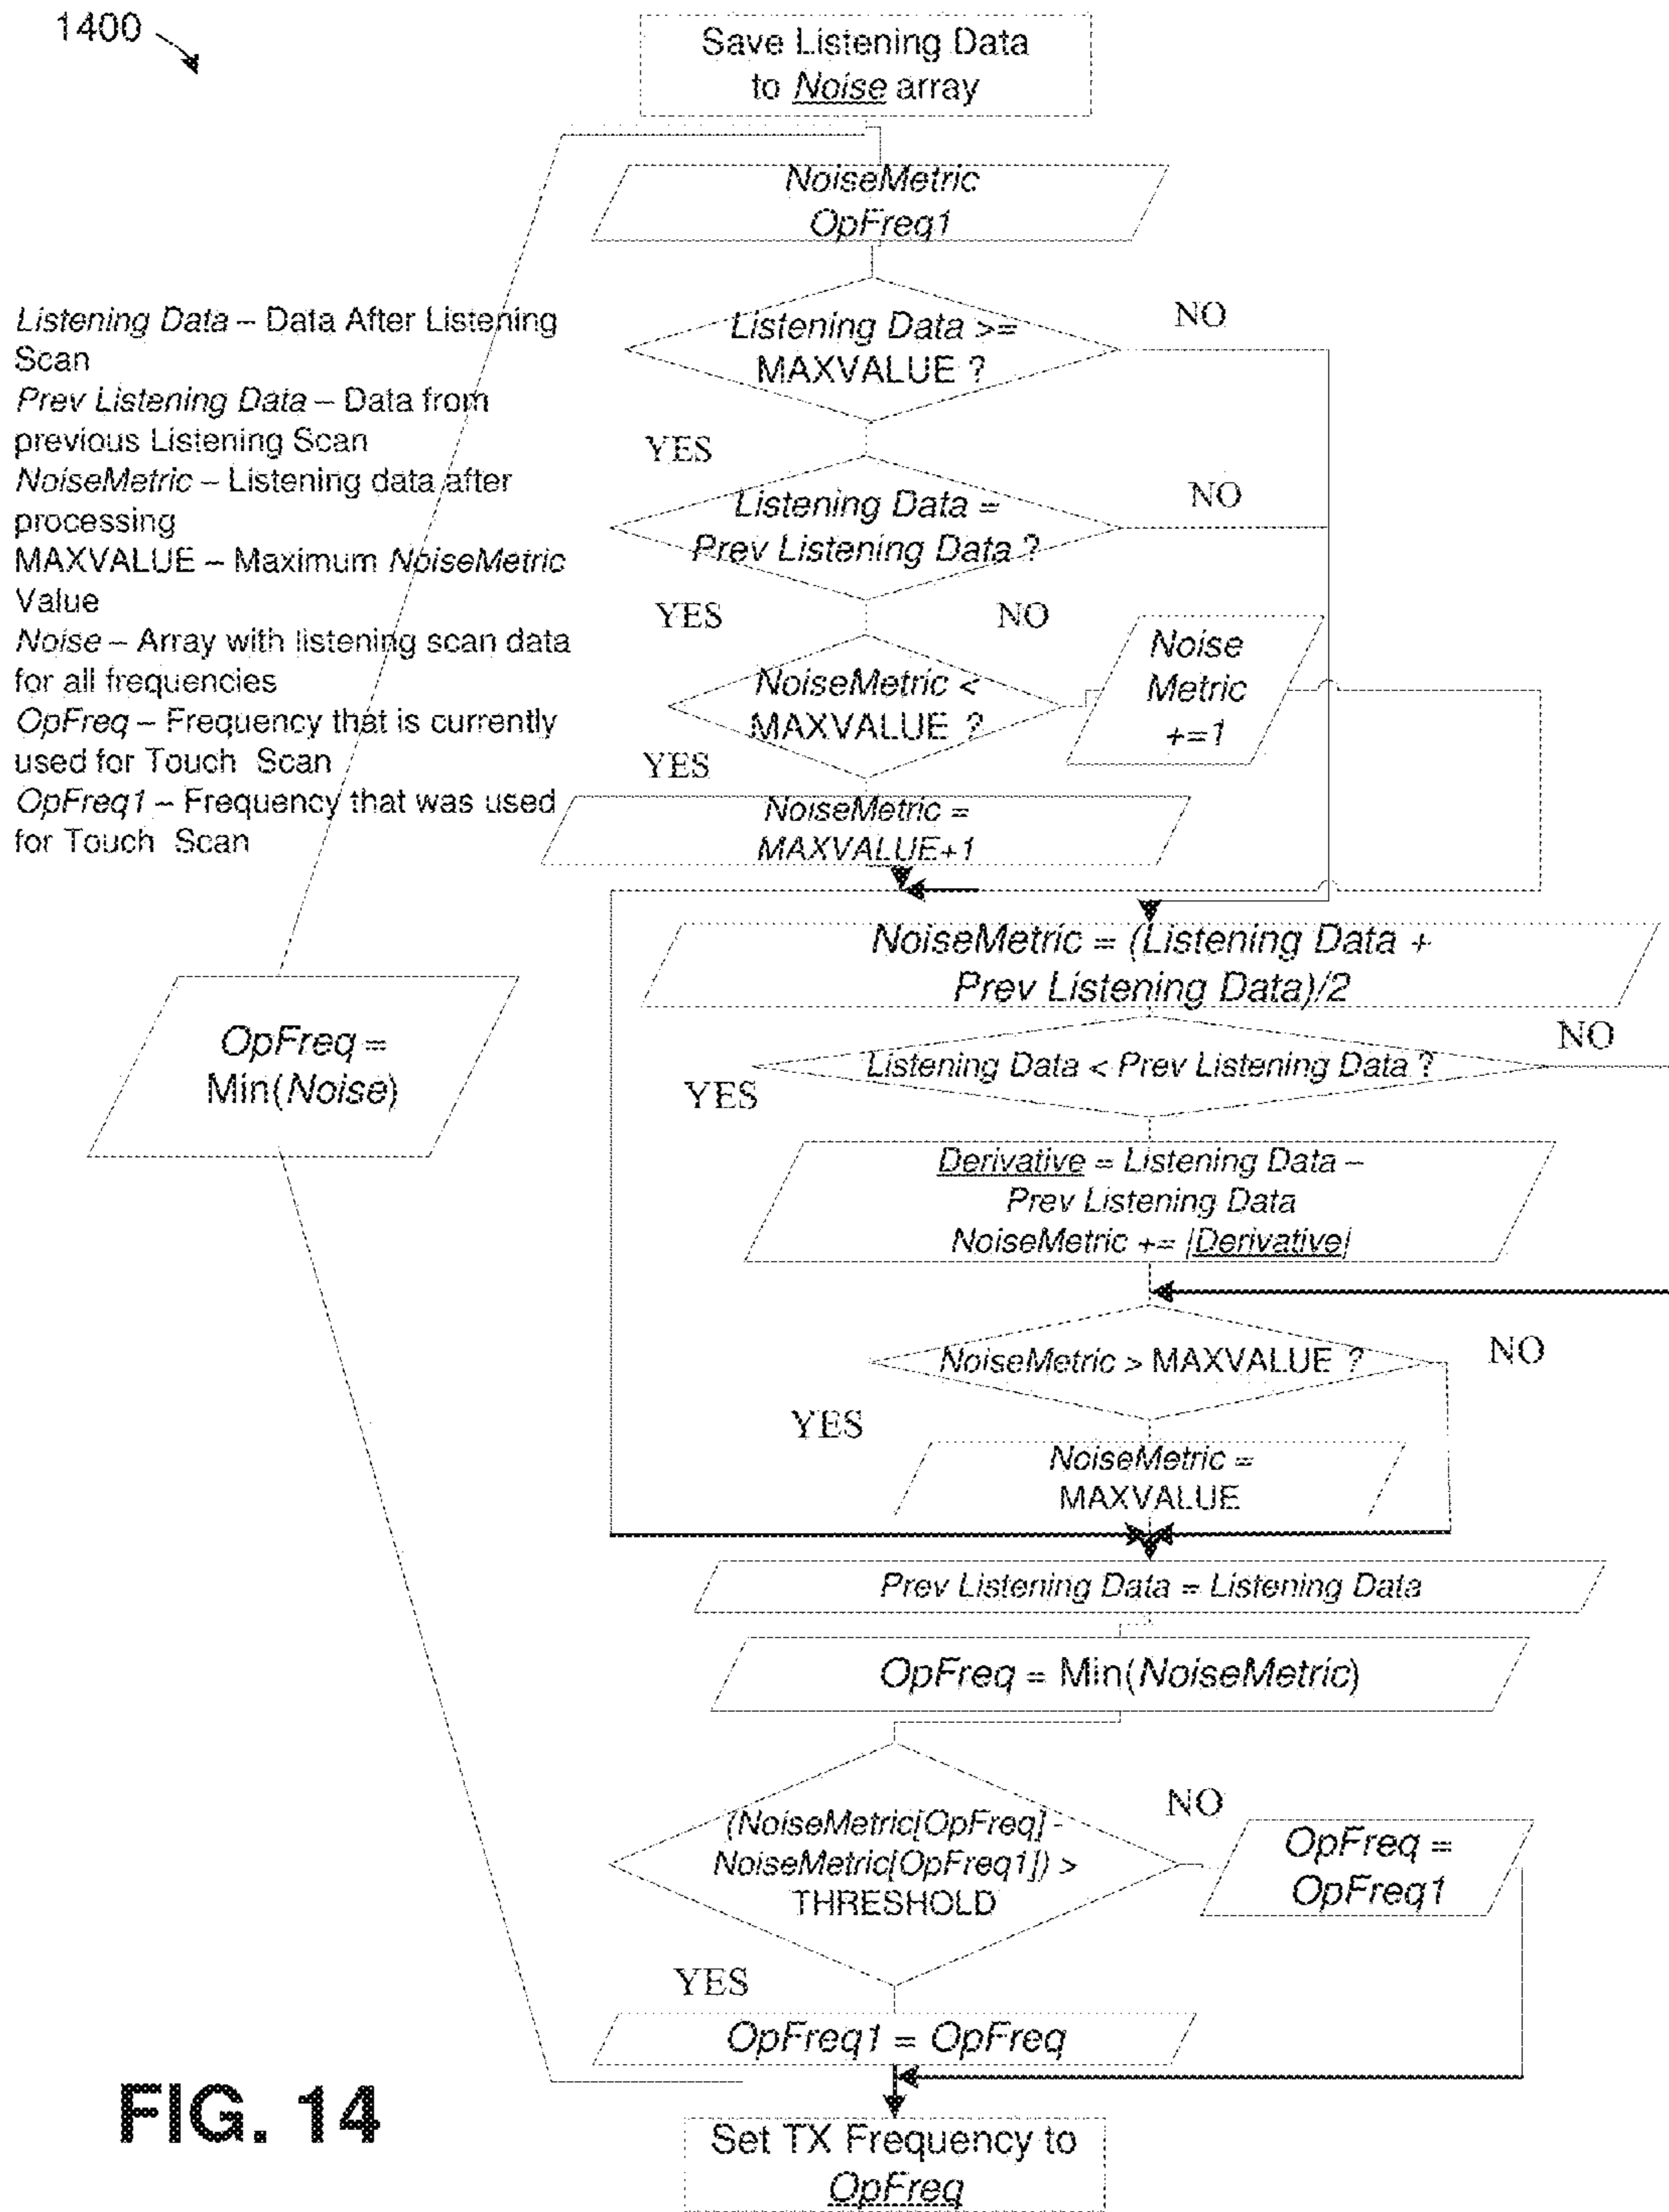 1400
Save Listening Data
to Noise array
NoiseMetric
OpFreq1
Listening Data – Data After Listening
Scan
Prev Listening Data – Data from
previous Listening Scan
NoiseMetric – Listening data after
processing
MAXVALUE – Maximum NoiseMetric
Value
Noise – Array with listening scan data
for all frequencies
OpFreq – Frequency that is currently
used for Touch Scan
OpFreq1 – Frequency that was used
for Touch Scan
Listening Data >=
MAXVALUE ?
NO
YES
Listening Data =
Prev Listening Data ?
NO
YES
NO
NoiseMetric <
MAXVALUE ?
Noise
Metric
+=1
YES
NoiseMetric =
MAXVALUE+1
NoiseMetric = (Listening Data +
Prev Listening Data)/2
OpFreq =
Min(Noise)
Listening Data < Prev Listening Data ?
NO
YES
Derivative = Listening Data –
Prev Listening Data
NoiseMetric += |Derivative|
NoiseMetric > MAXVALUE ?
NO
YES
NoiseMetric =
MAXVALUE
Prev Listening Data = Listening Data
OpFreq = Min(NoiseMetric)
(NoiseMetric[OpFreq] -
NoiseMetric[OpFreq1]) >
THRESHOLD
NO
OpFreq =
OpFreq1
YES
OpFreq1 = OpFreq
Set TX Frequency to
OpFreq
FIG. 14